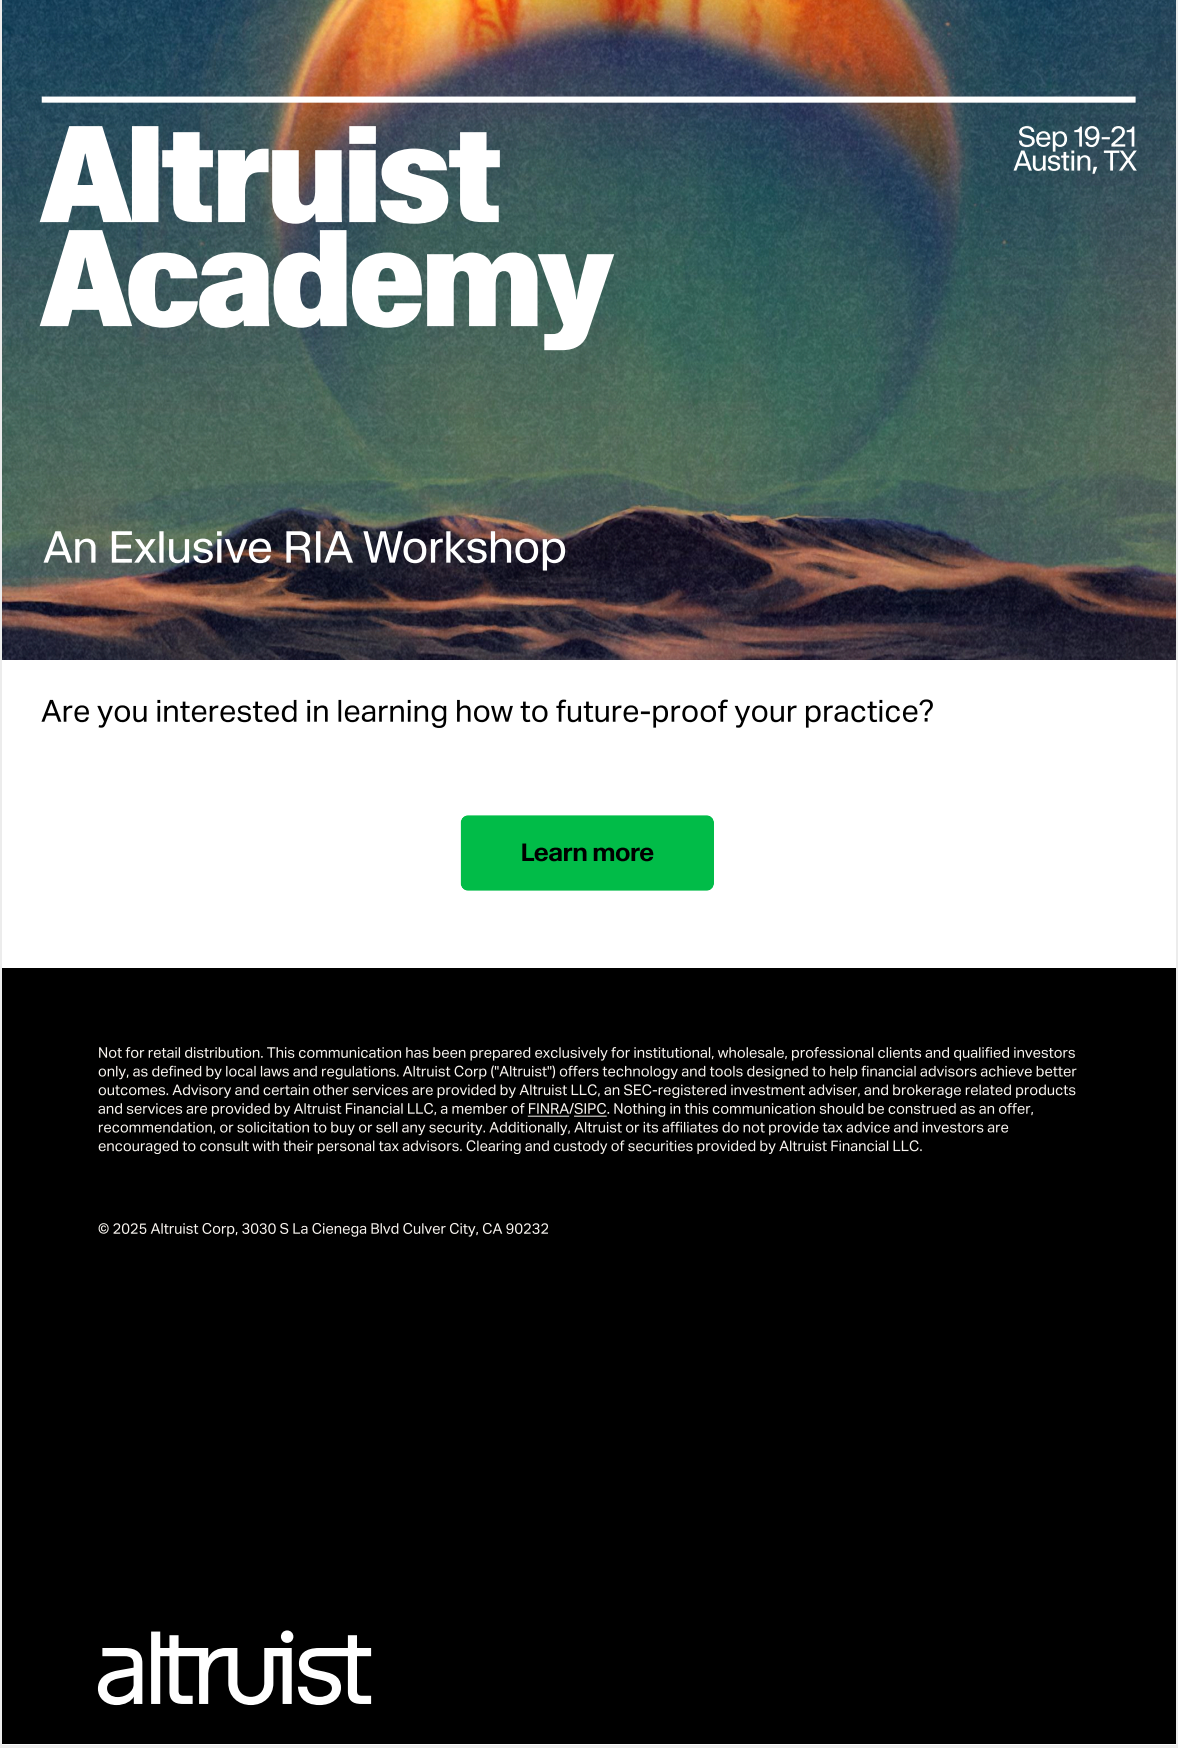 Altruist
Academy
Sep 19-21
Austin, TX
An Exlusive RIA Workshop
Are you interested in learning how to future-proof your practice?
Learn more
Not for retail distribution. This communication has been prepared exclusively for institutional, wholesale, professional clients and qualified investors
only, as defined by local laws and regulations. Altruist Corp ("Altruist") offers technology and tools designed to help financial advisors achieve better
outcomes. Advisory and certain other services are provided by Altruist LLC, an SEC-registered investment adviser, and brokerage related products
and services are provided by Altruist Financial LLC, a member of FINRA/SIPC. Nothing in this communication should be construed as an offer,
recommendation, or solicitation to buy or sell any security. Additionally, Altruist or its affiliates do not provide tax advice and investors are
encouraged to consult with their personal tax advisors. Clearing and custody of securities provided by Altruist Financial LLC.
© 2025 Altruist Corp, 3030 S La Cienega Blvd Culver City, CA 90232
altruist